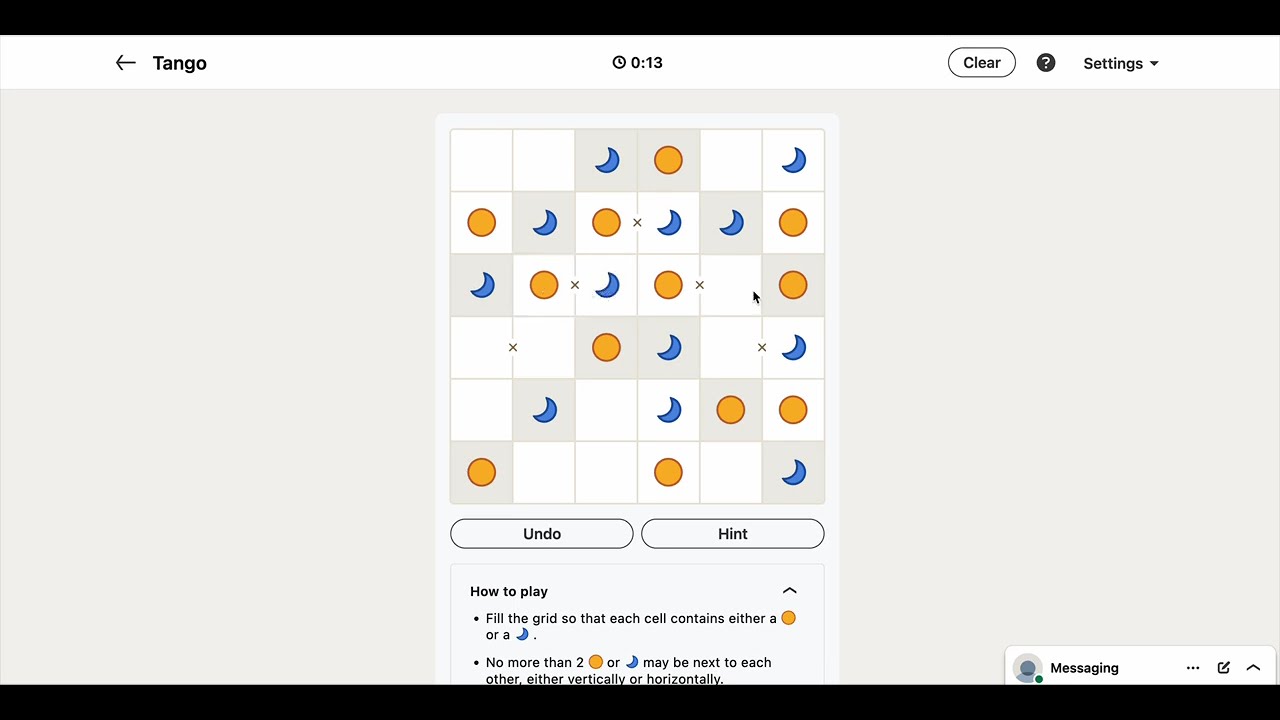 Tango
0:13
Clear
?
Settings
×
× ×
× ×
Undo
Hint
How to play
• Fill the grid so that each cell contains either a
or a .
• No more than 2 or may be next to each
other, either vertically or horizontally.
Messaging